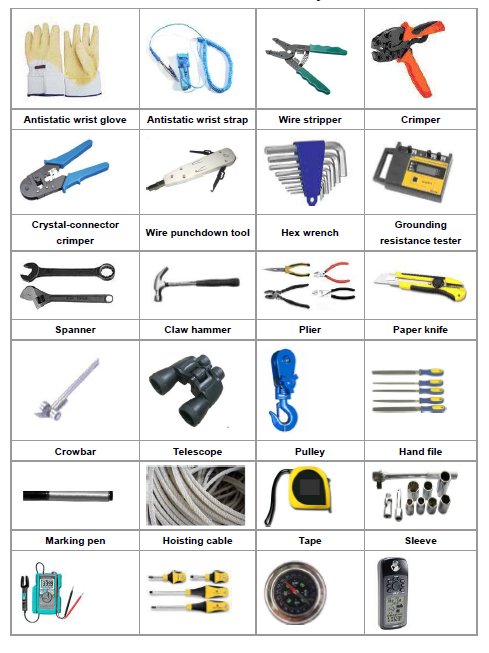 Antistatic wrist glove
Antistatic wrist strap
Wire stripper
Crimper
Crystal-connector
crimper
Wire punchdown tool
Hex wrench
Grounding
resistance tester
Spanner
Claw hammer
Plier
Paper knife
Crowbar
Telescope
Pulley
Hand file
Marking pen
Hoisting cable
Tape
Sleeve